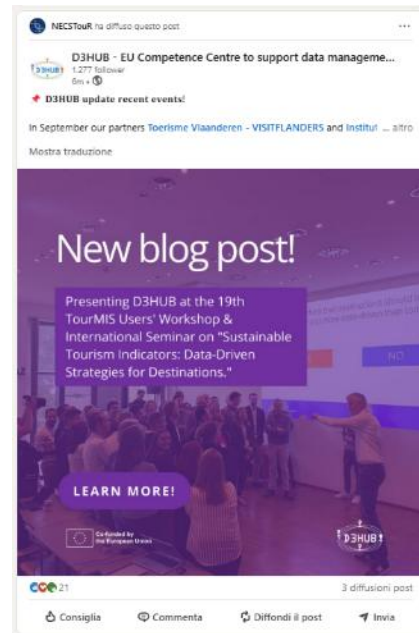 NECSTouR ha diffuso questo post
D3HUB - EU Competence Centre to support data manageme...
1.277 follower
6m •
D3HUB update recent events!
In September our partners Toerisme Vlaanderen - VISITFLANDERS and Institut ... altro
Mostra traduzione
New blog post!
Presenting D3HUB at the 19th
TourMIS Users' Workshop &
International Seminar on "Sustainable
Tourism Indicators: Data-Driven
Strategies for Destinations."
NO
LEARN MORE!
Co-funded by
the European Union
D3HUB
21
3 diffusioni post
Consiglia
Commenta
Diffondi il post
Invia